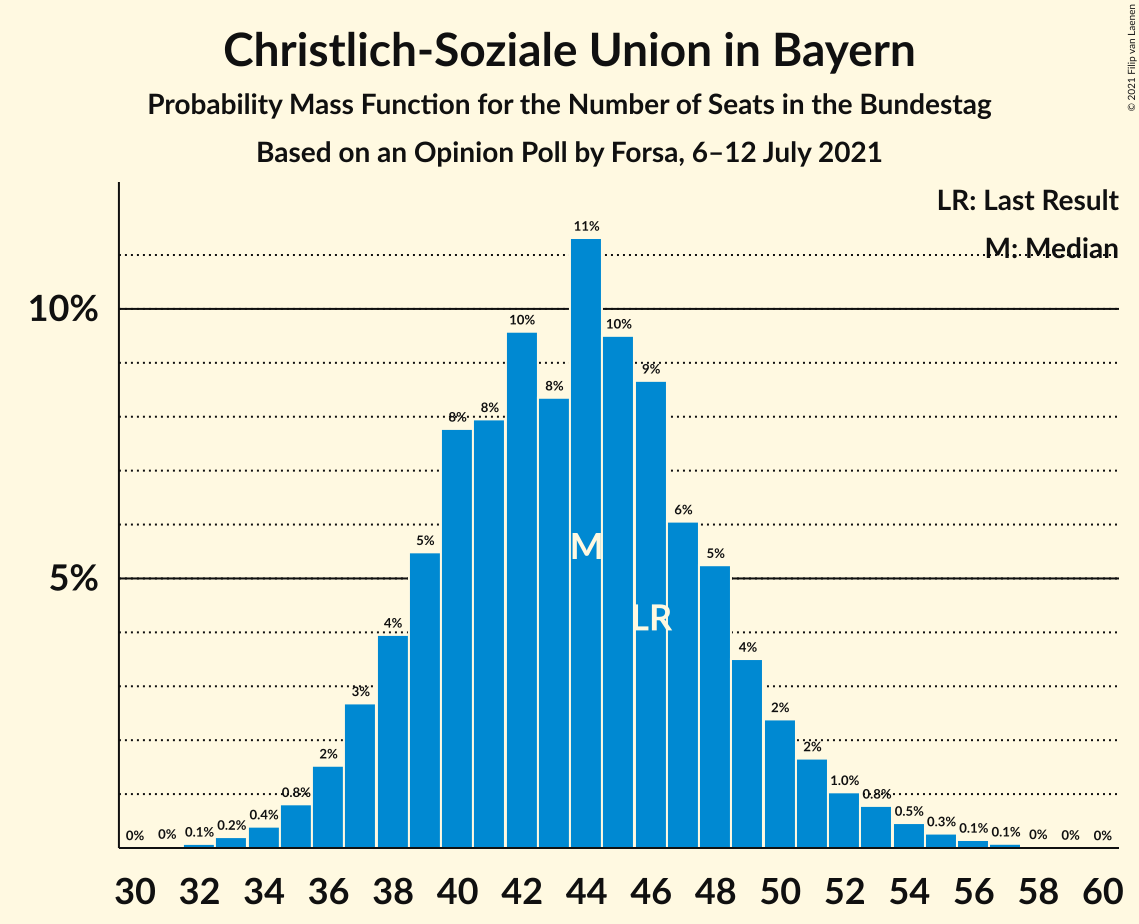 Christlich-Soziale Union in Bayern
Probability Mass Function for the Number of Seats in the Bundestag
Based on an Opinion Poll by Forsa, 6–12 July 2021
© 2021 Filip van Laenen
LR: Last Result
M: Median
10%
5%
0% 0% 0.1% 0.2% 0.4% 0.8% 2% 3% 4% 5% 8% 8% 10% 8% 11% 10% 9% 6% 5% 4% 2% 2% 1.0% 0.8% 0.5% 0.3% 0.1% 0.1% 0% 0% 0%
M
LR
30 32 34 36 38 40 42 44 46 48 50 52 54 56 58 60